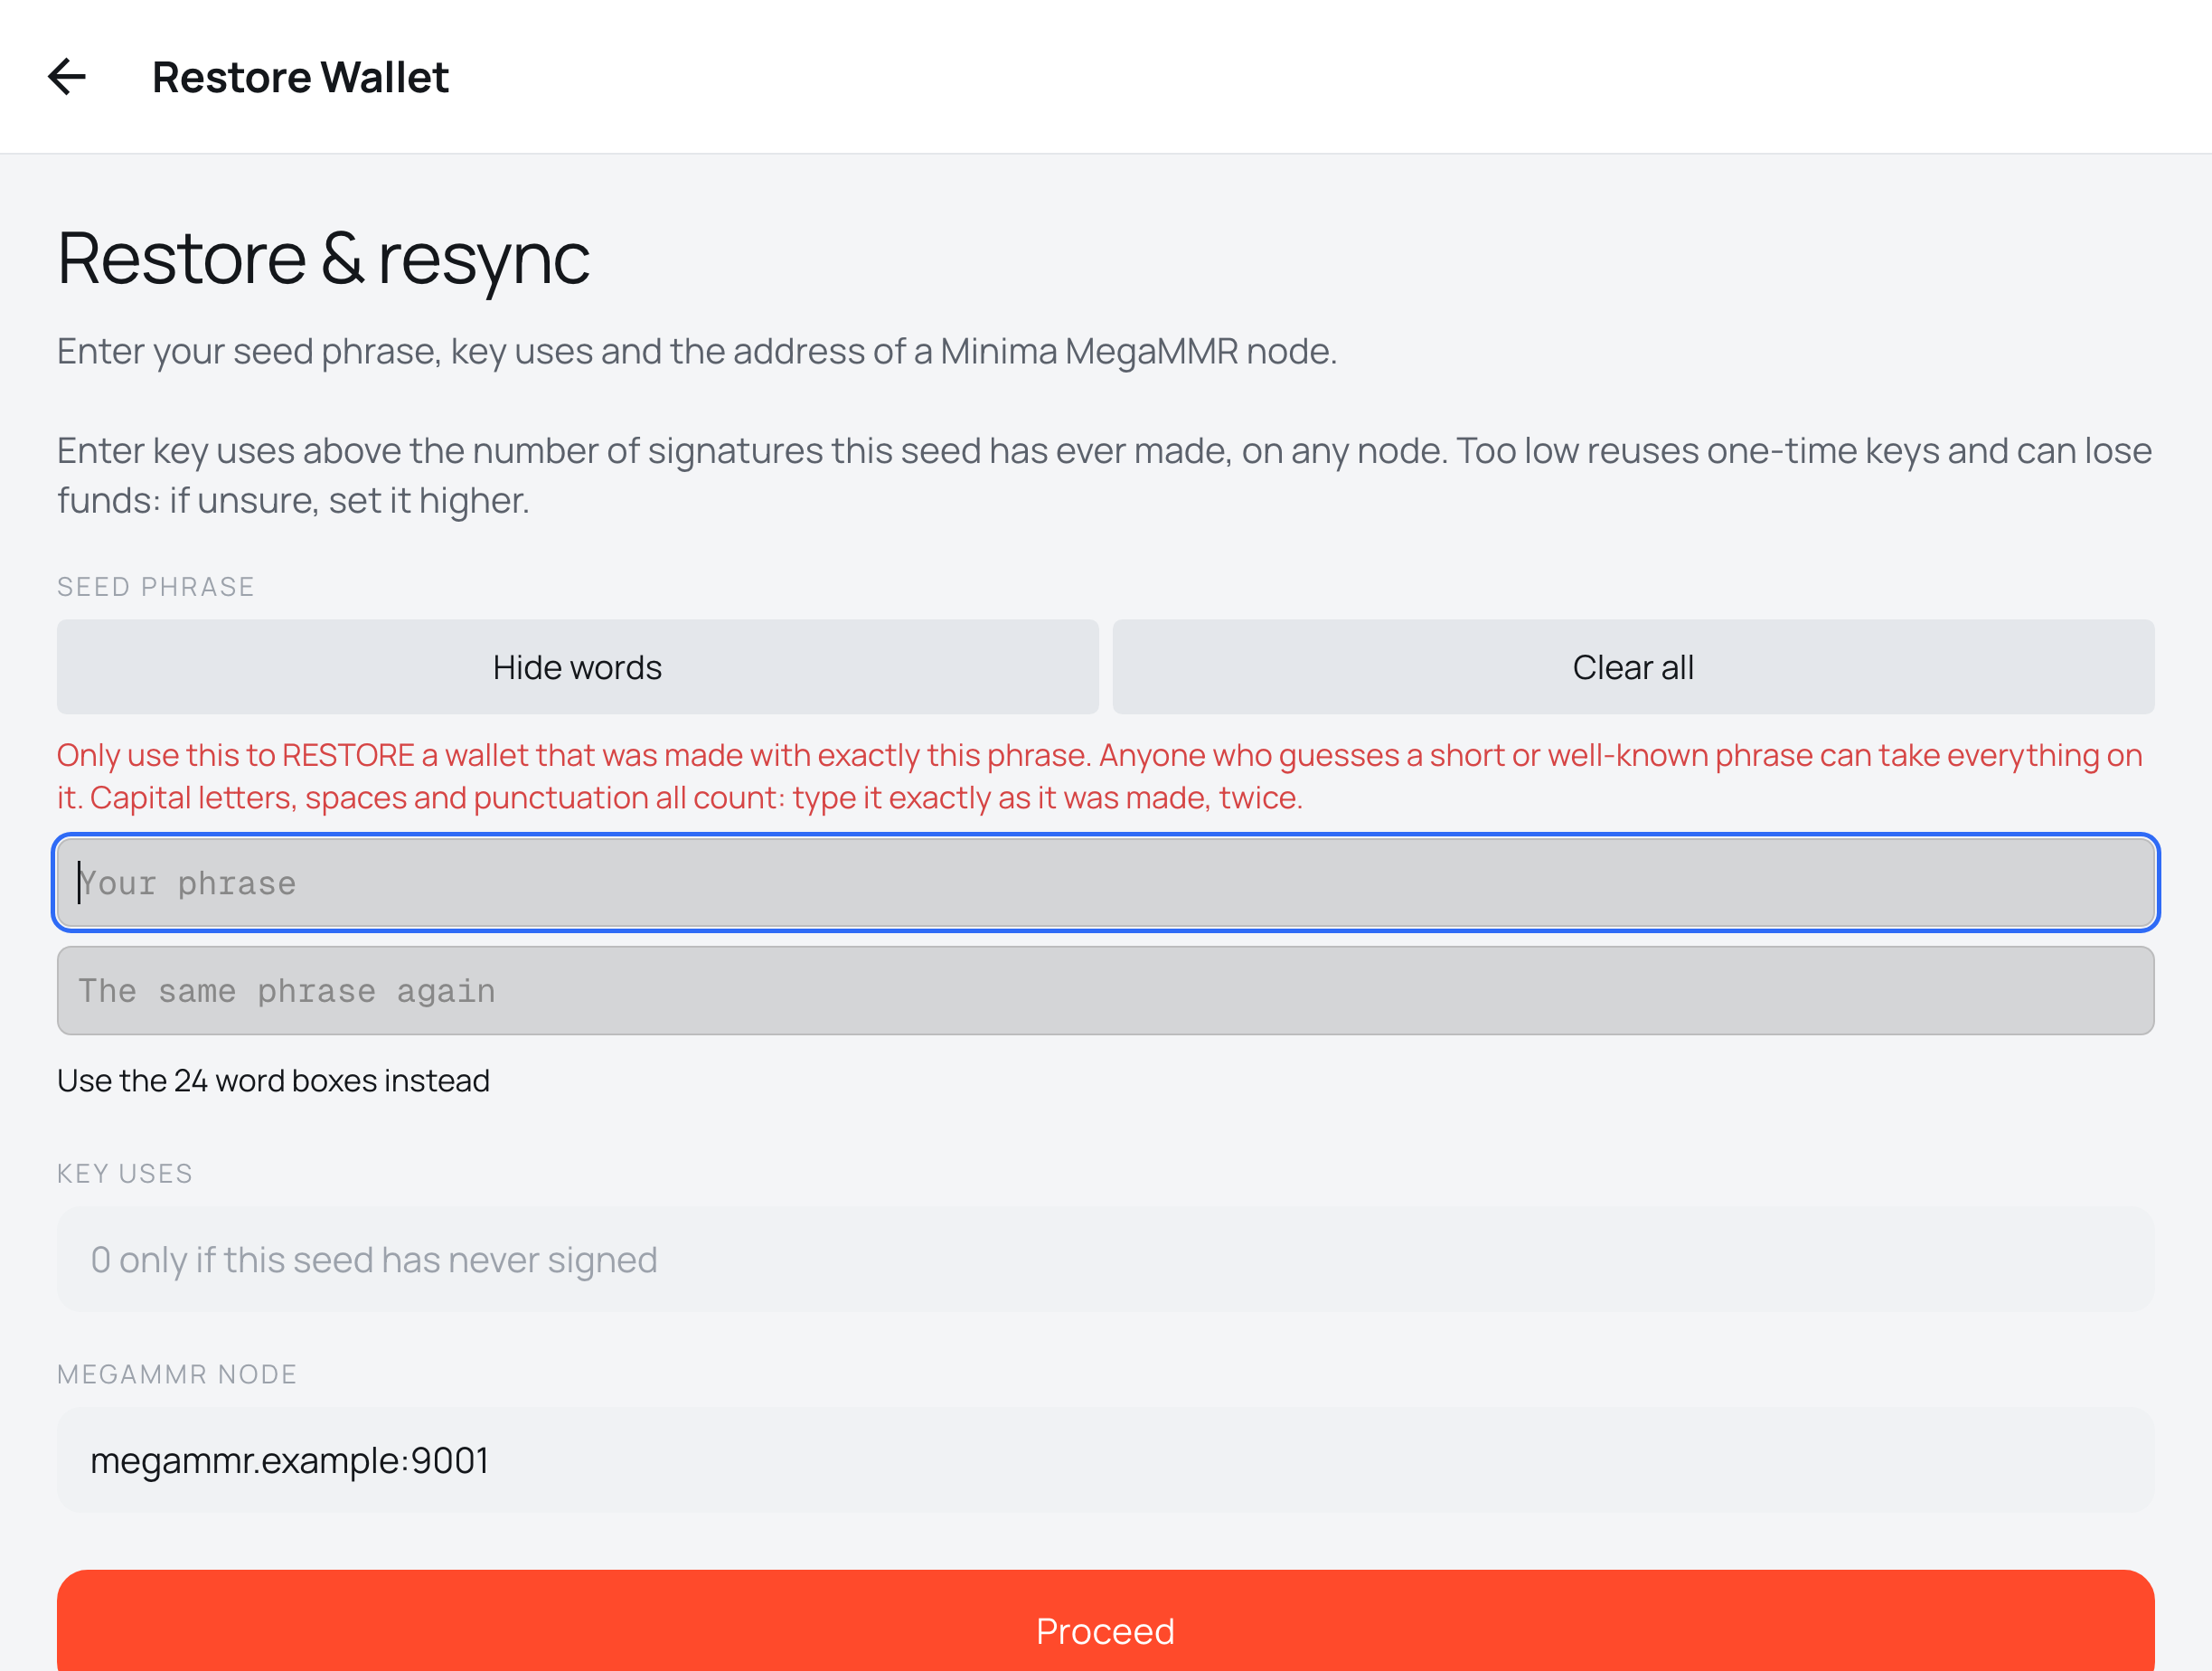 Restore Wallet
Restore & resync
Enter your seed phrase, key uses and the address of a Minima MegaMMR node.
Enter key uses above the number of signatures this seed has ever made, on any node. Too low reuses one-time keys and can lose
funds: if unsure, set it higher.
SEED PHRASE
Hide words
Clear all
Only use this to RESTORE a wallet that was made with exactly this phrase. Anyone who guesses a short or well-known phrase can take everything on
it. Capital letters, spaces and punctuation all count: type it exactly as it was made, twice.
Your phrase
The same phrase again
Use the 24 word boxes instead
KEY USES
0 only if this seed has never signed
MEGAMMR NODE
megammr.example:9001
Proceed